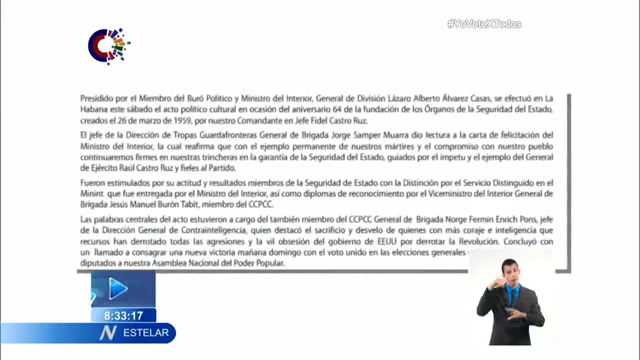 #YoVotoXTodos
Presidido por el Miembro del Buró Político y Ministro del Interior, General de División Lázaro Alberto Álvarez Casas, se efectuó en La
Habana este sábado el acto político cultural en ocasión del aniversario 64 de la fundación de los Órganos de la Seguridad del Estado,
creados el 26 de marzo de 1959, por nuestro Comandante en Jefe Fidel Castro Ruz.
El jefe de la Dirección de Tropas Guardafronteras General de Brigada Jorge Samper Muarra dio lectura a la carta de felicitación del
Ministro del Interior, la cual reafirma que con el ejemplo permanente de nuestros mártires y el compromiso con nuestro pueblo
continuaremos firmes en nuestras trincheras en la garantía de la Seguridad del Estado, guiados por el ímpetu y el ejemplo del General
de Ejército Raúl Castro Ruz y fieles al Partido.
Fueron estimulados por su actitud y resultados miembros de la Seguridad de Estado con la Distinción por el Servicio Distinguido en el
Minint que fue entregada por el Ministro del Interior, así como diplomas de reconocimiento por el Viceministro del Interior General de
Brigada Jesús Manuel Burón Tabit, miembro del CCPCC.
Las palabras centrales del acto estuvieron a cargo del también miembro del CCPCC General de Brigada Norge Fermin Enrich Pons, jefe
de la Dirección General de Contrainteligencia, quien destacó el sacrificio y desvelo de quienes con más coraje e inteligencia que
recursos han derrotado todas las agresiones y la vil obsesión del gobierno de EEUU por derrotar la Revolución. Concluyó con
un llamado a consagrar una nueva victoria mañana domingo con el voto unido en las elecciones generales
diputados a nuestra Asamblea Nacional del Poder Popular.
8:33:17
N ESTELAR